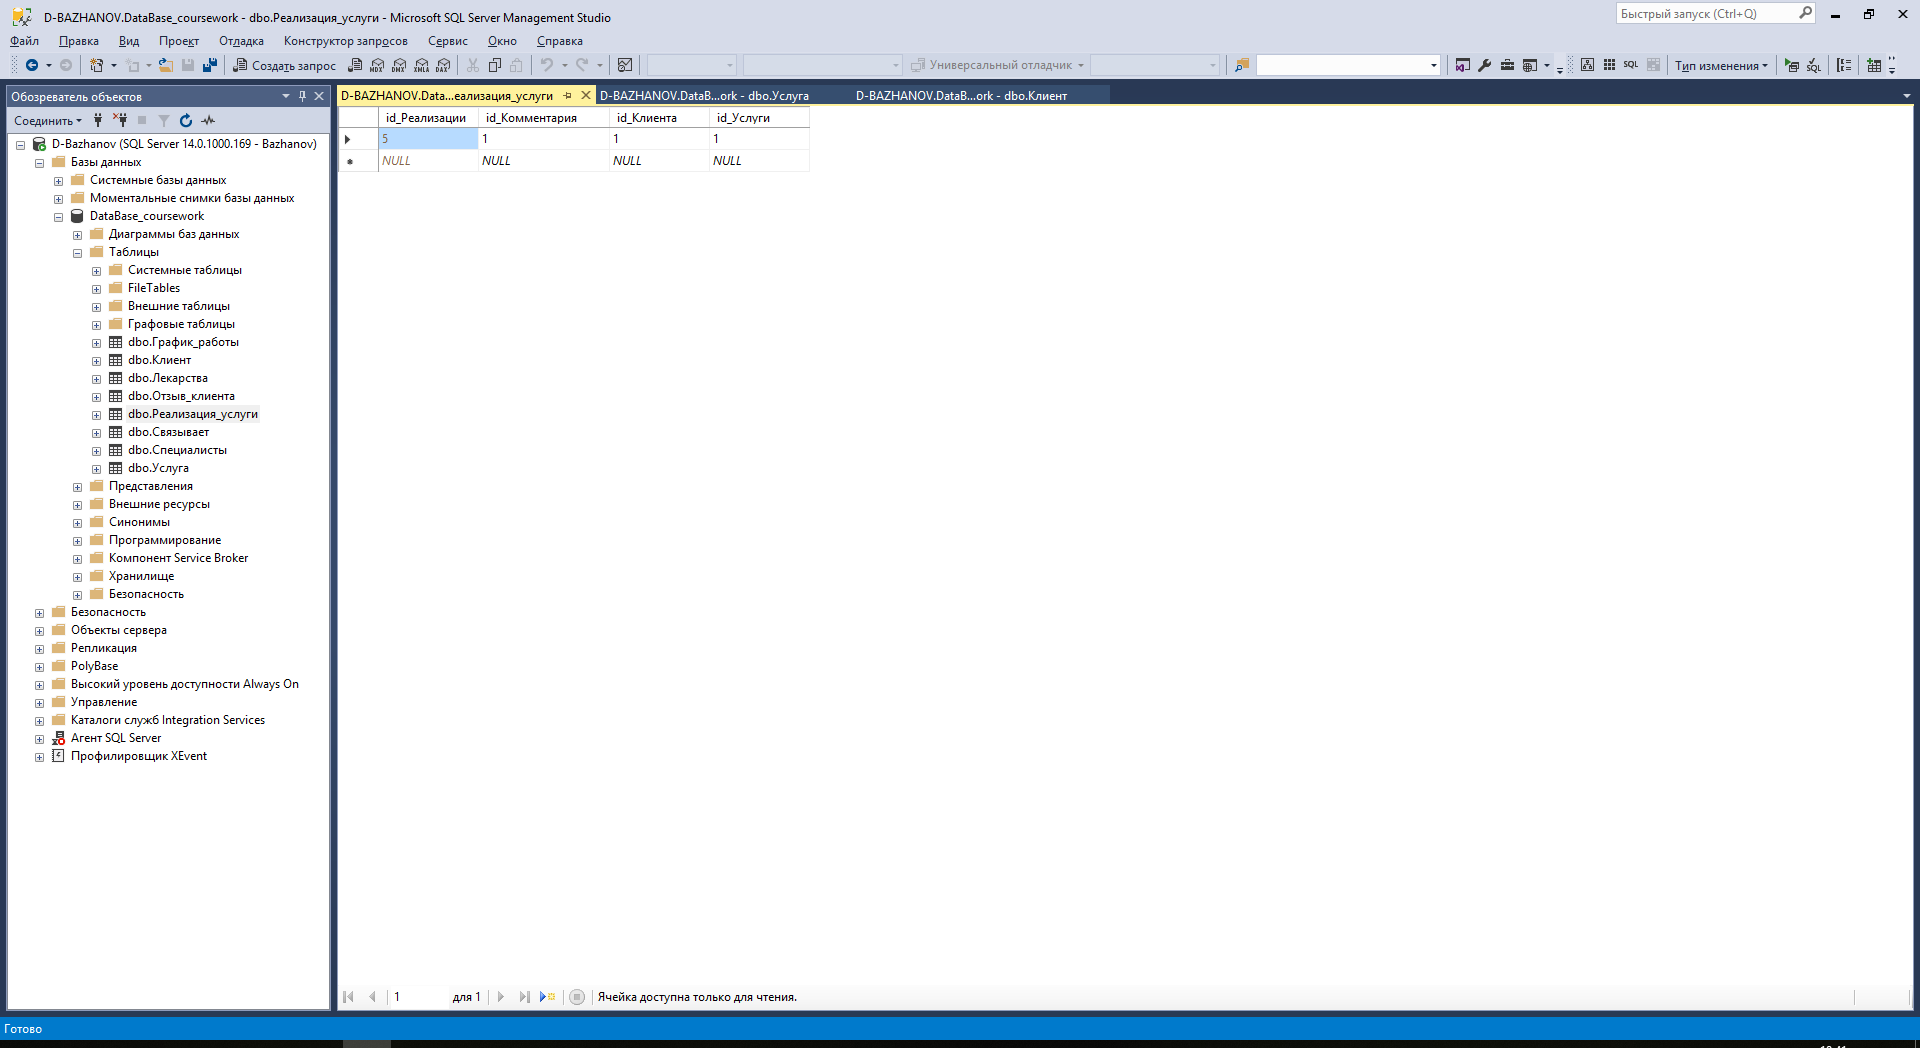 D-BAZHANOV.DataBase_coursework - dbo.Реализация_услуги - Microsoft SQL Server Management Studio
Быстрый запуск (Ctrl+Q)
Файл Правка Вид Проект Отладка Конструктор запросов Сервис Окно Справка
Создать запрос MDX DMX XMLA DAX Универсальный отладчик SQL Тип изменения SQL
Обозреватель объектов
D-BAZHANOV.Data...еализация_услуги D-BAZHANOV.DataB...ork - dbo.Услуга D-BAZHANOV.DataB...ork - dbo.Клиент
Соединить
id_Реализации id_Комментария id_Клиента id_Услуги
5 1 1 1
NULL NULL NULL NULL
D-Bazhanov (SQL Server 14.0.1000.169 - Bazhanov)
Базы данных
Системные базы данных
Моментальные снимки базы данных
DataBase_coursework
Диаграммы баз данных
Таблицы
Системные таблицы
FileTables
Внешние таблицы
Графовые таблицы
dbo.График_работы
dbo.Клиент
dbo.Лекарства
dbo.Отзыв_клиента
dbo.Реализация_услуги
dbo.Связывает
dbo.Специалисты
dbo.Услуга
Представления
Внешние ресурсы
Синонимы
Программирование
Компонент Service Broker
Хранилище
Безопасность
Безопасность
Объекты сервера
Репликация
PolyBase
Высокий уровень доступности Always On
Управление
Каталоги служб Integration Services
Агент SQL Server
Профилировщик XEvent
1 для 1 Ячейка доступна только для чтения.
Готово